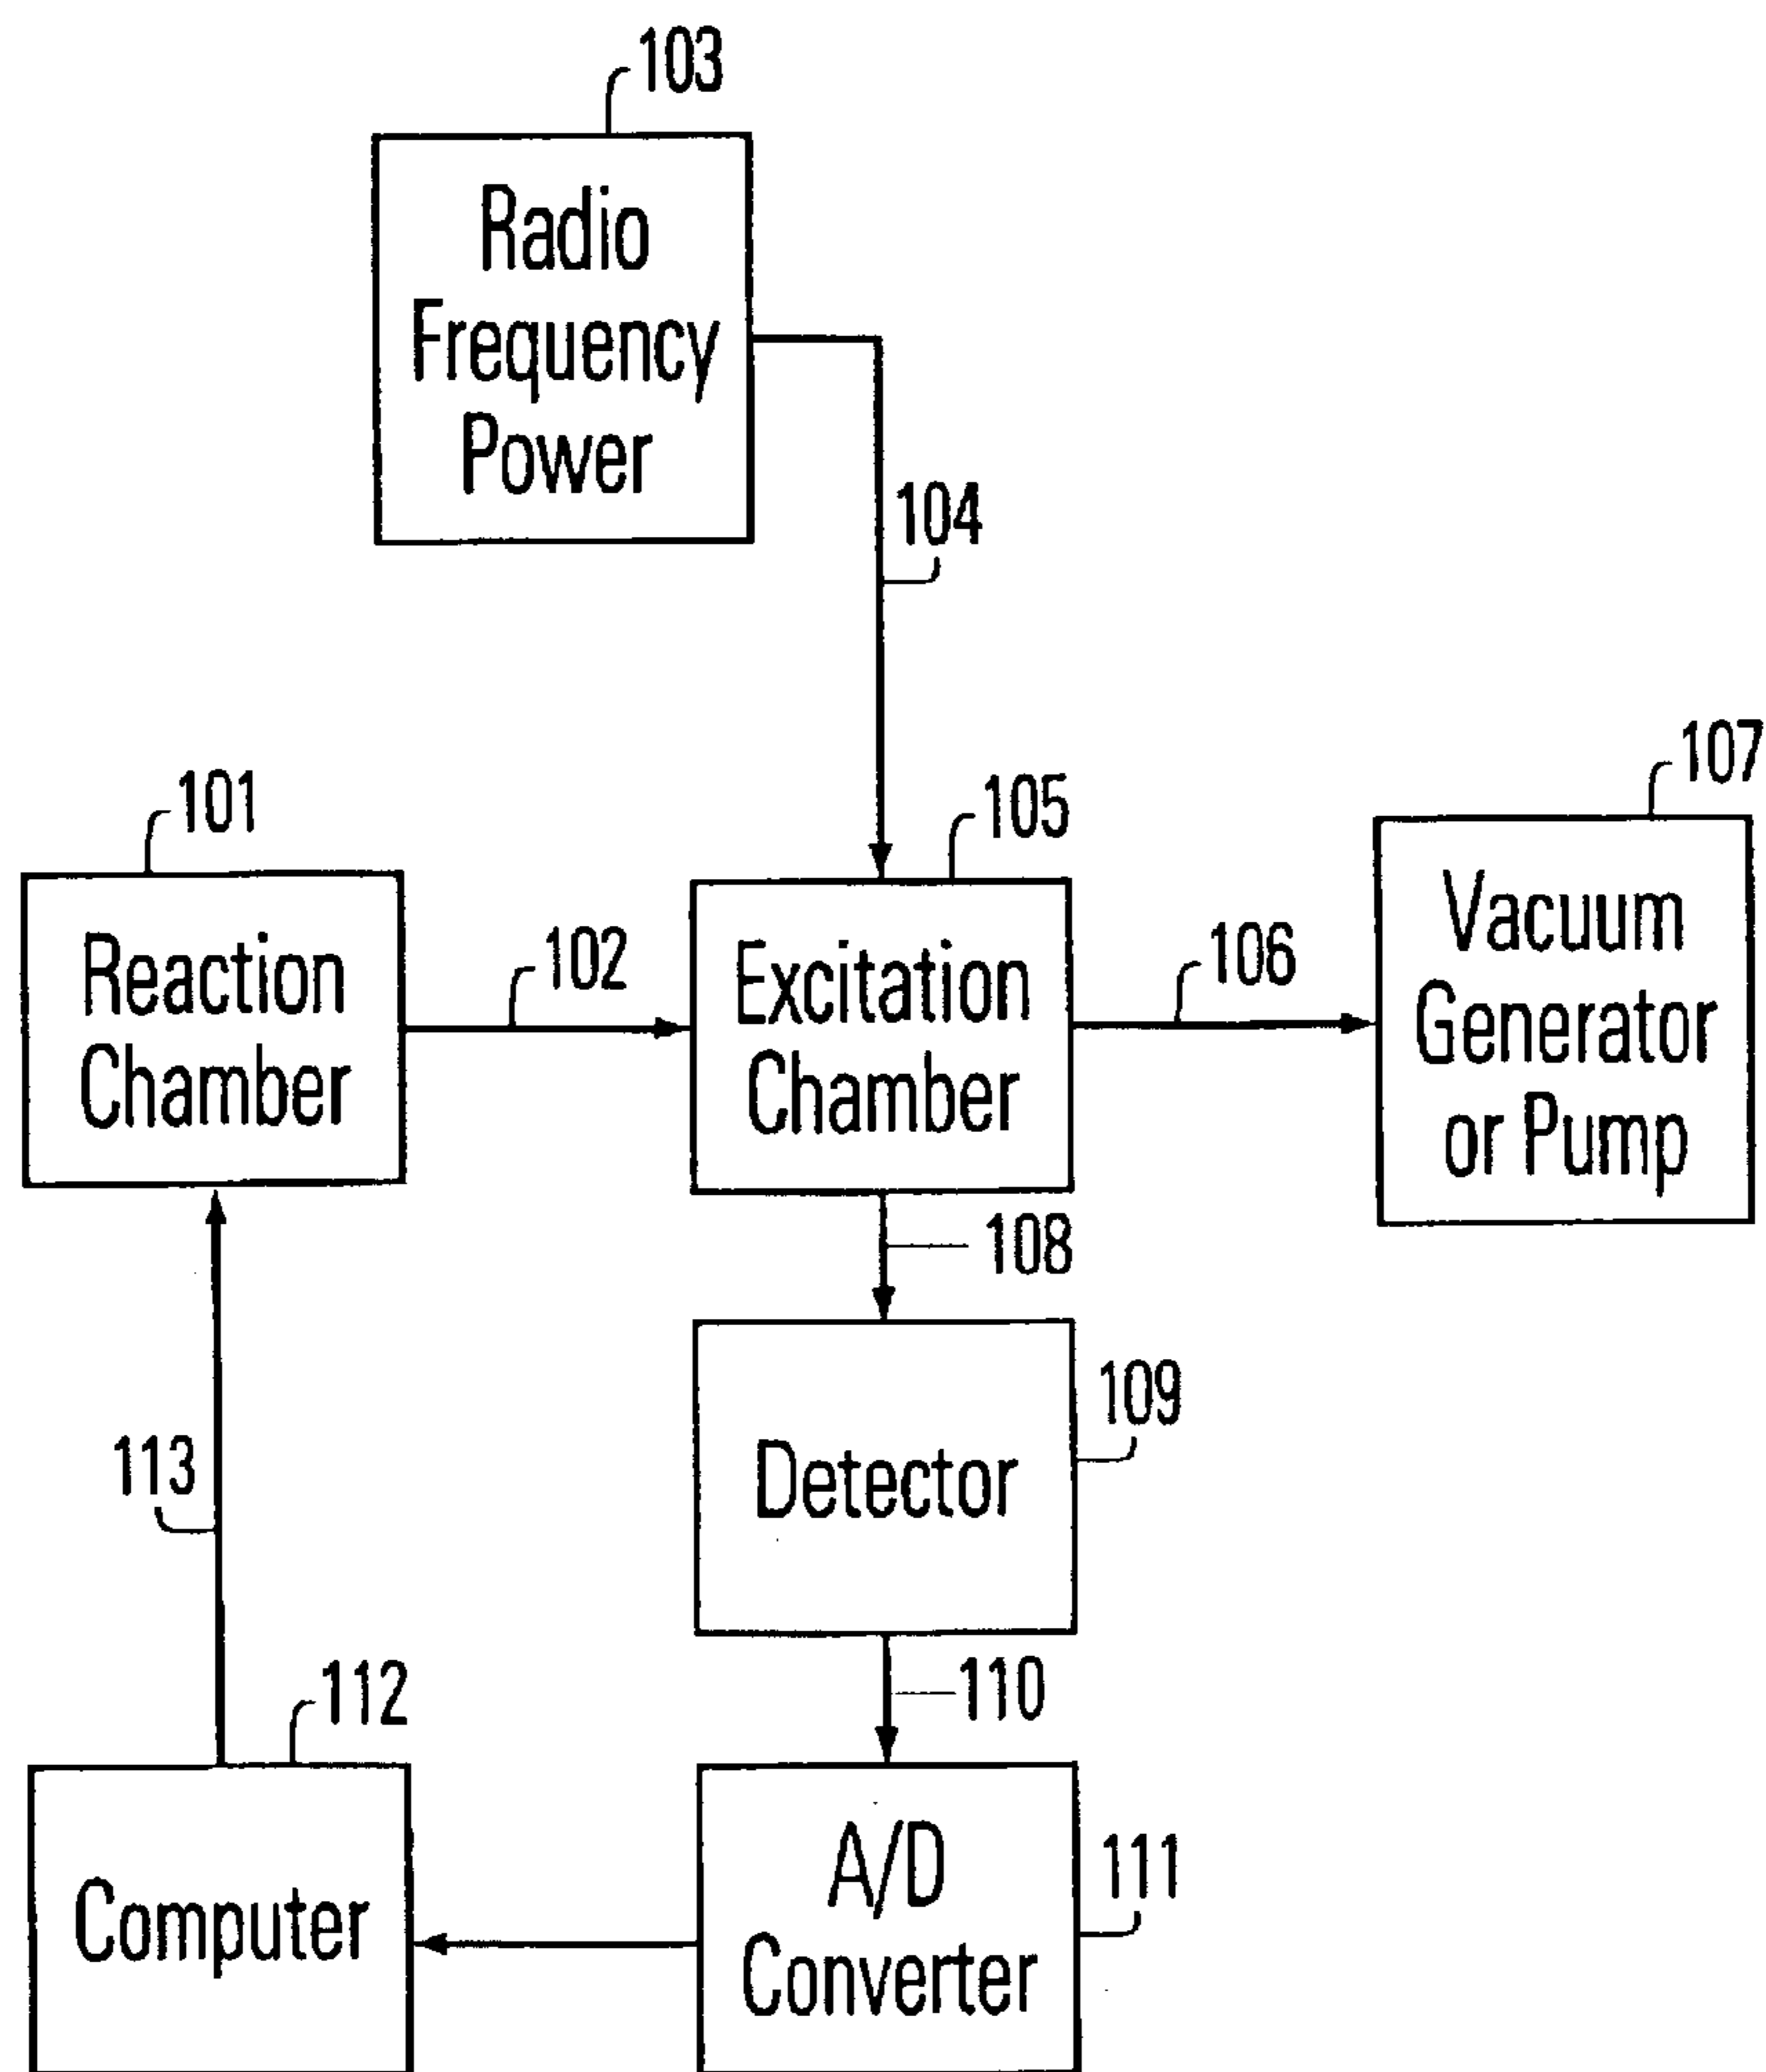 103
Radio
Frequency
Power
104
107
101
105
Vacuum
Generator
or Pump
Reaction
Chamber
102
Excitation
Chamber
106
108
109
Detector
113
110
112
Computer
A/D
Converter
111